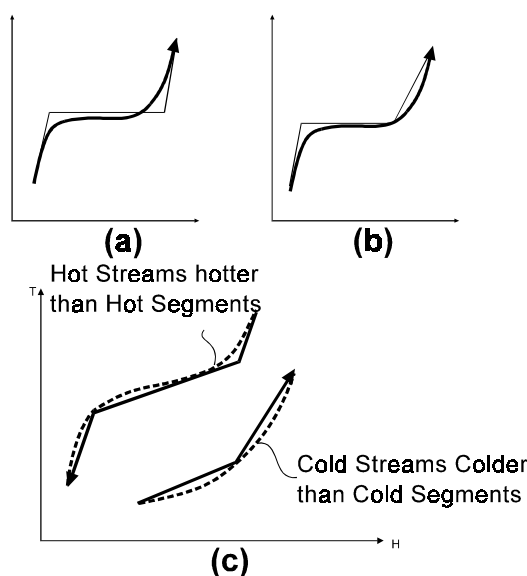 (a)
(b)
Hot Streams hotter
than Hot Segments
T
Cold Streams Colder
than Cold Segments
H
(c)